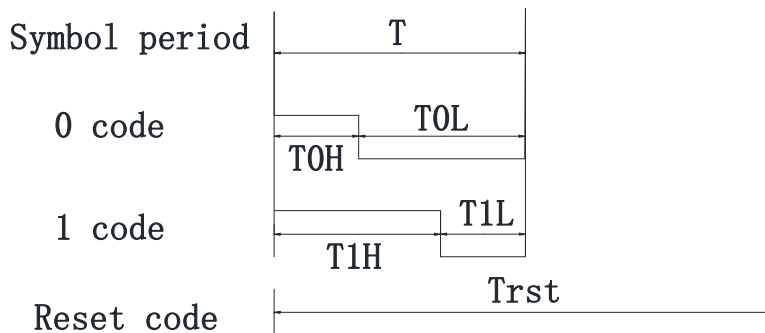 Symbol period T
0 code T0H T0L
1 code T1H T1L
Reset code Trst